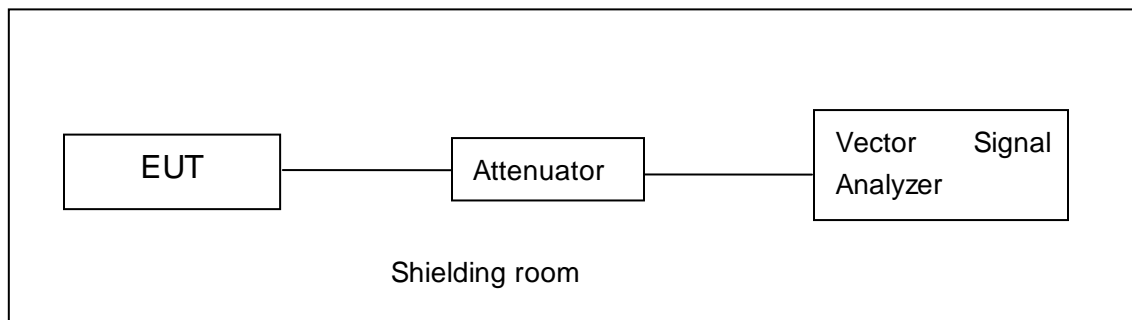 EUT
Attenuator
Vector Signal
Analyzer
Shielding room